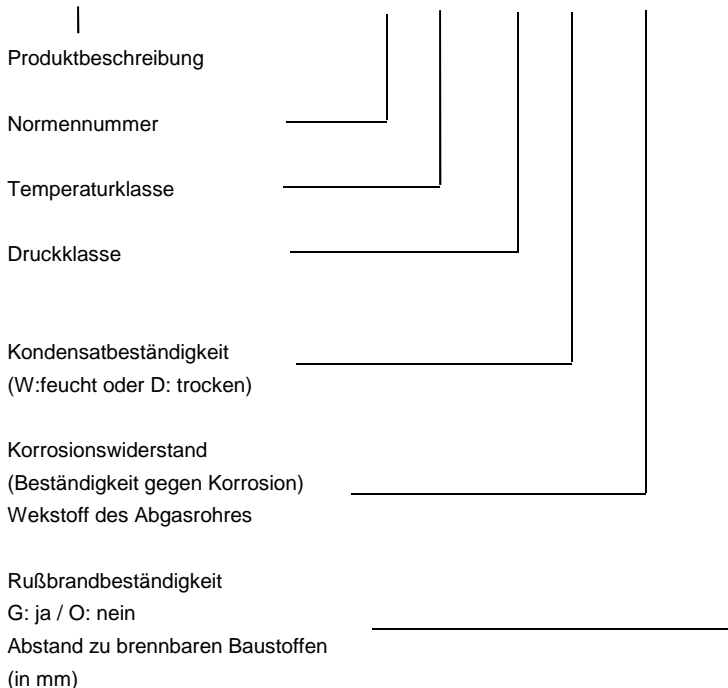 Produktbeschreibung
Normennummer
Temperaturklasse
Druckklasse
Kondensatbeständigkeit
(W:feucht oder D: trocken)
Korrosionswiderstand
(Beständigkeit gegen Korrosion)
Wekstoff des Abgasrohres
Rußbrandbeständigkeit
G: ja / O: nein
Abstand zu brennbaren Baustoffen
(in mm)